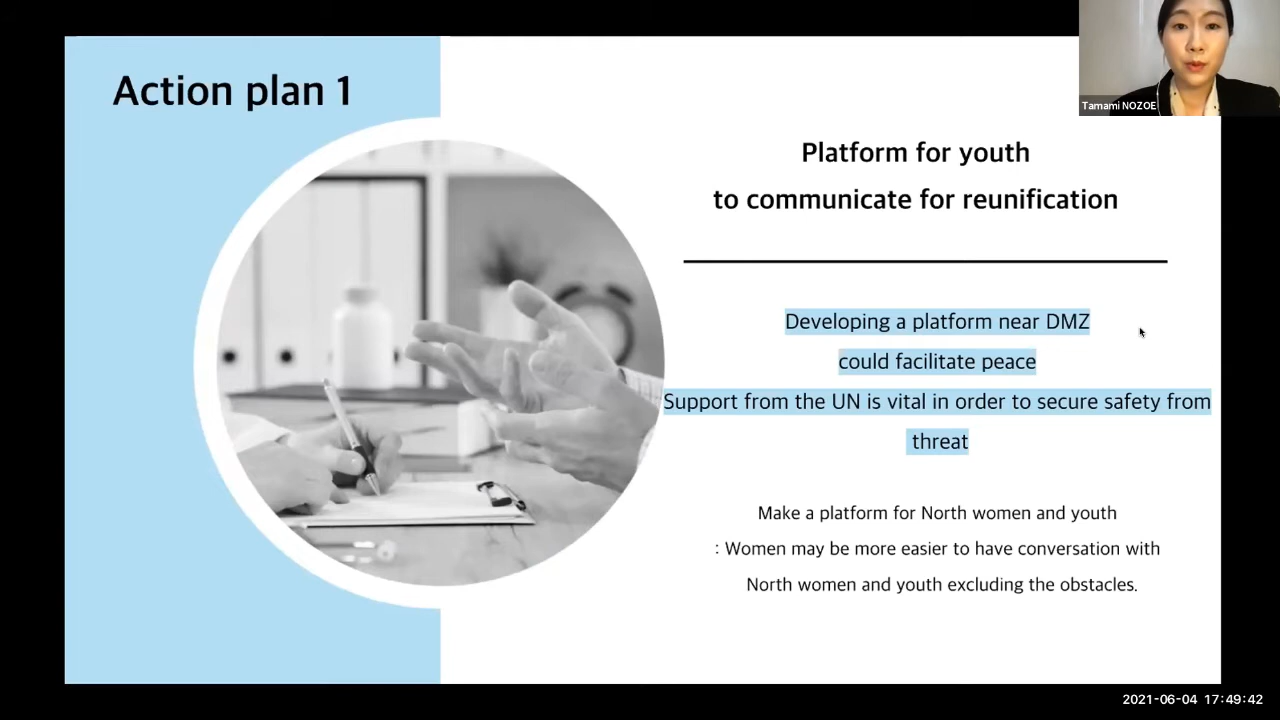 Action plan 1
Tamami NOZOE
Platform for youth
to communicate for reunification
Developing a platform near DMZ
could facilitate peace
Support from the UN is vital in order to secure safety from
threat
Make a platform for North women and youth
: Women may be more easier to have conversation with
North women and youth excluding the obstacles.
2021-06-04 17:49:42